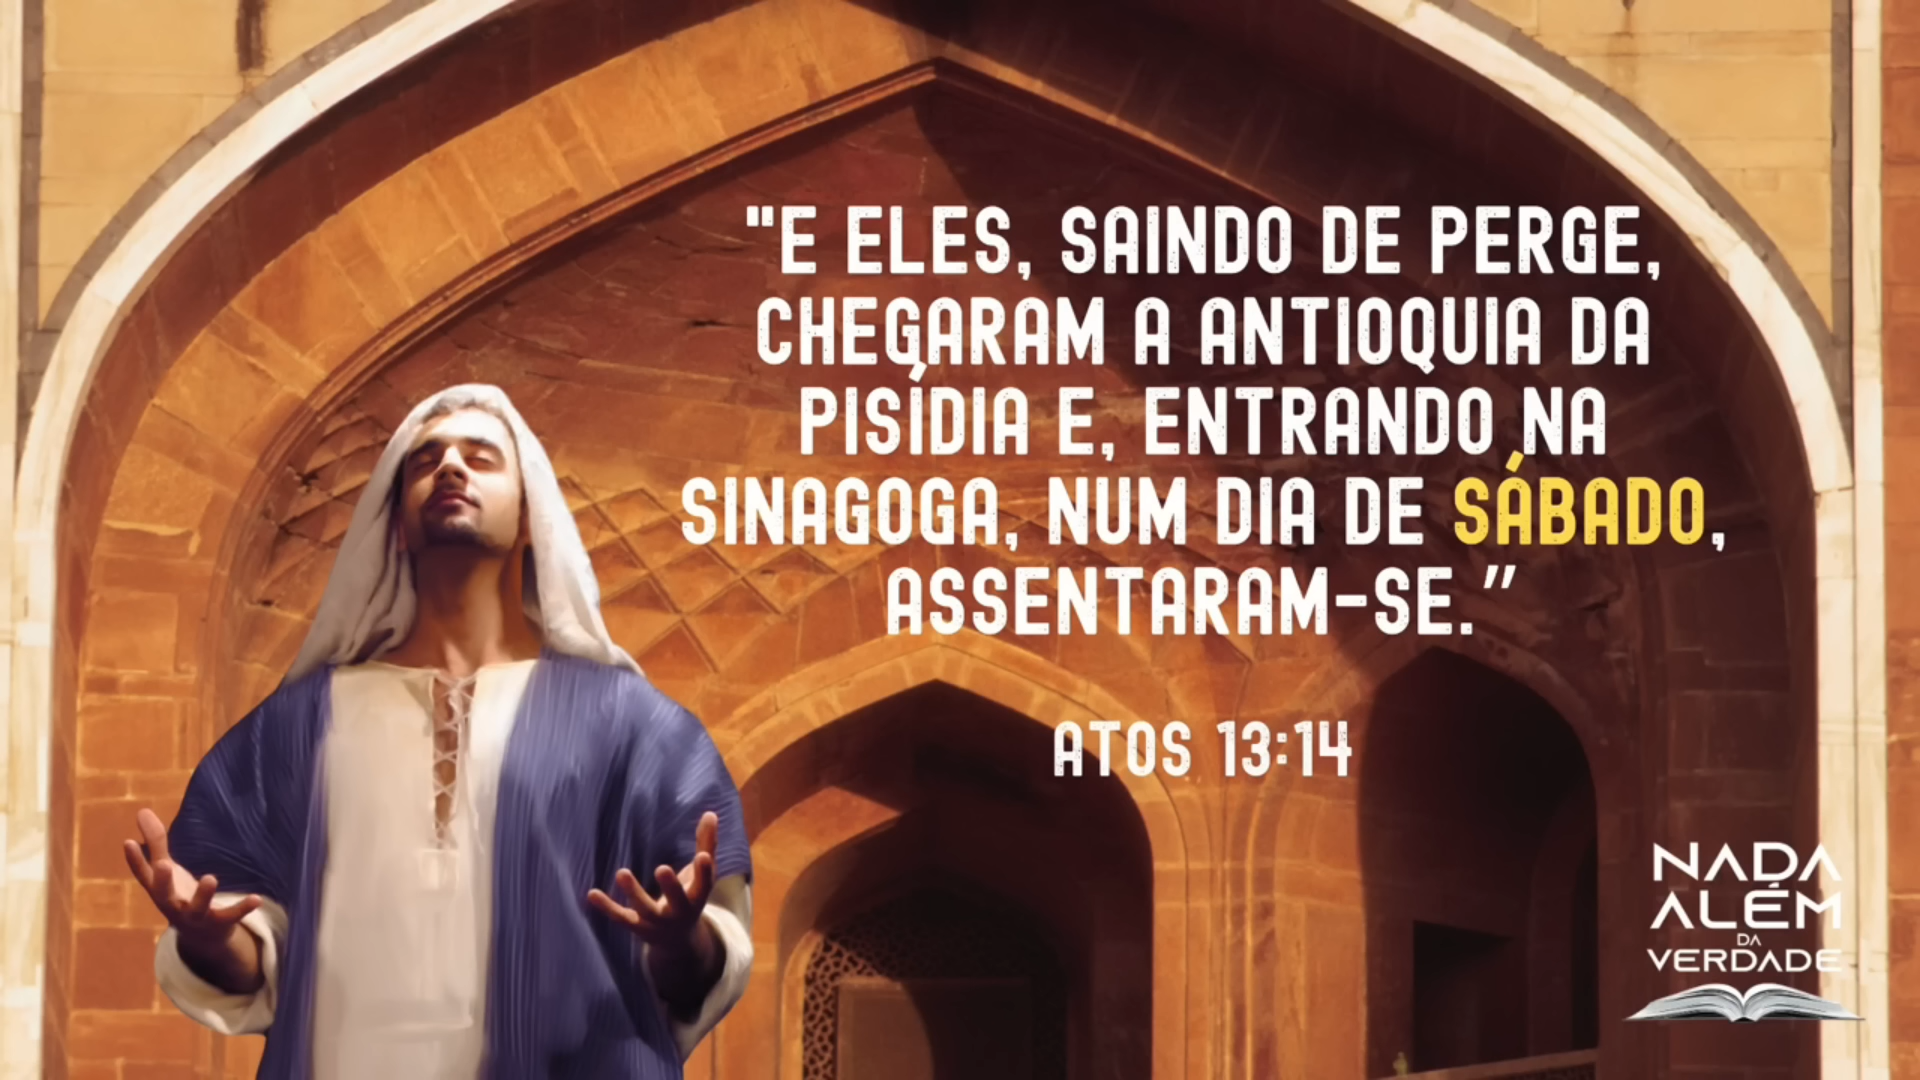 "E ELES, SAINDO DE PERGE,
CHEGARAM A ANTIOQUIA DA
PISÍDIA E, ENTRANDO NA
SINAGOGA, NUM DIA DE SÁBADO,
ASSENTARAM-SE.”
ATOS 13:14
NADA
ALÉM
DA
VERDADE